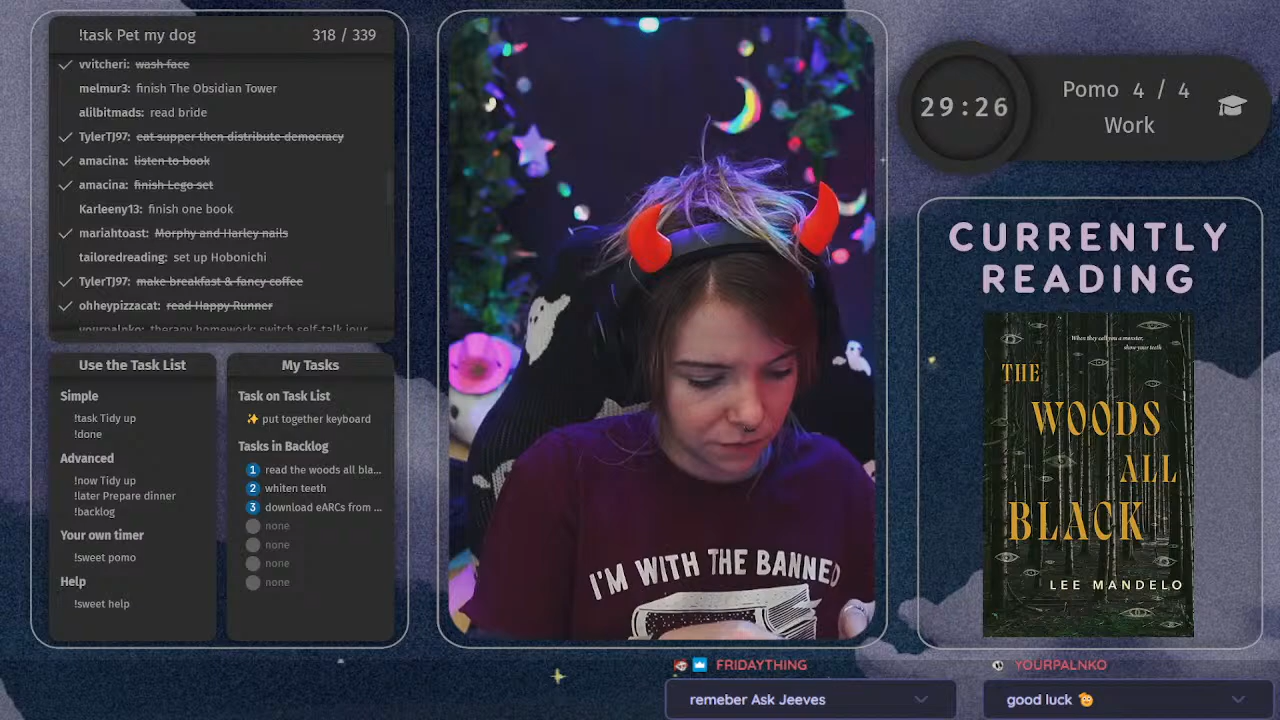 !task Pet my dog 318 / 339
vvitcheri: wash face
melmur3: finish The Obsidian Tower
alilbitmads: read bride
TylerTJ97: eat supper then distribute democracy
amacina: listen to book
amacina: finish Lego set
Karleeny13: finish one book
mariahtoast: Morphy and Harley nails
tailoredreading: set up Hobonichi
TylerTJ97: make breakfast & fancy coffee
ohheypizzacat: read Happy Runner
yourpalnko: therapy homework: switch self-talk jour
Use the Task List
Simple
!task Tidy up
!done
Advanced
!now Tidy up
!later Prepare dinner
!backlog
Your own timer
!sweet pomo
Help
!sweet help
My Tasks
Task on Task List
✨ put together keyboard
Tasks in Backlog
1 read the woods all bla...
2 whiten teeth
3 download eARCs from ...
none
none
none
none
I'M WITH THE BANNED
29:26
Pomo 4 / 4
Work
CURRENTLY
READING
When they call you a monster,
show your teeth
THE
WOODS
ALL
BLACK
LEE MANDELO
FRIDAYTHING
remeber Ask Jeeves
YOURPALNKO
good luck 🫡